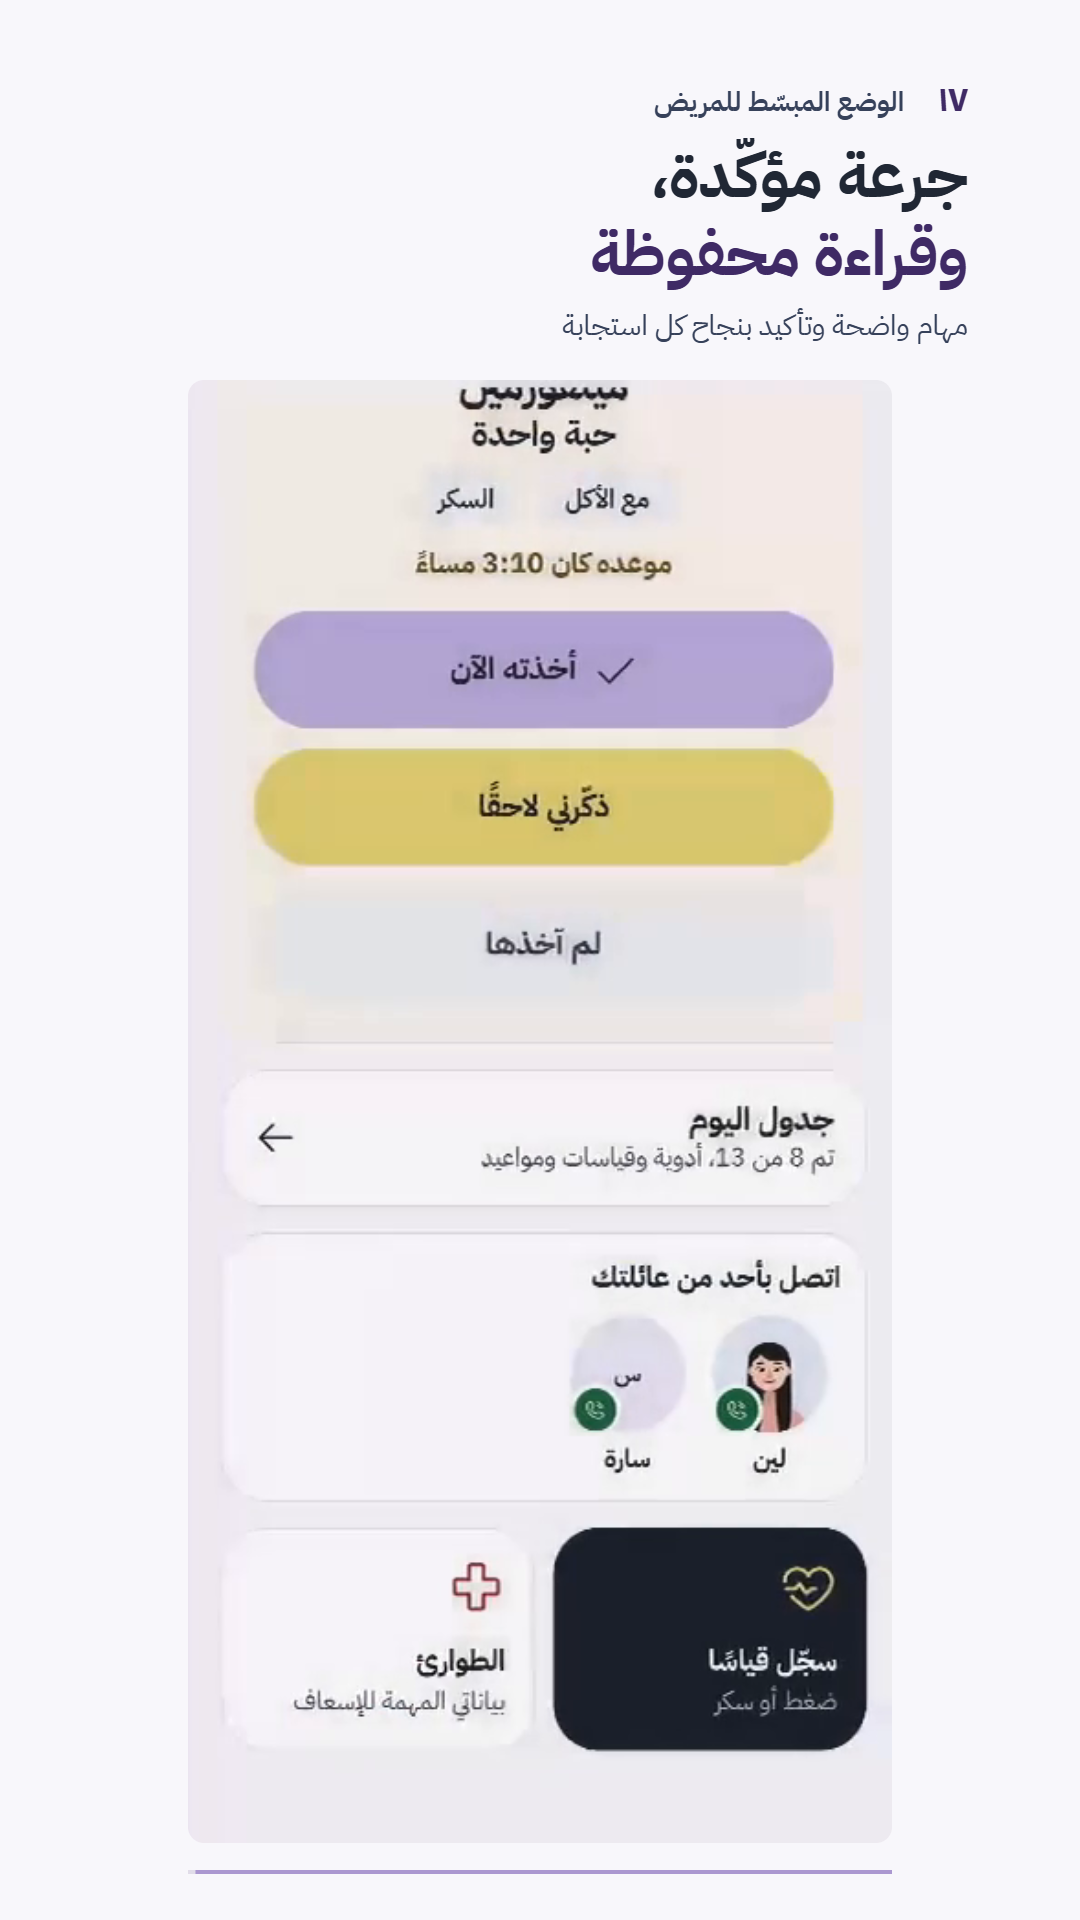 ١٧ الوضع المبسّط للمريض
جرعة مؤكّدة،
وقراءة محفوظة
مهام واضحة وتأكيد بنجاح كل استجابة
حبة واحدة
مع الأكل السكر
موعده كان 3:10 مساءً
أخذته الآن
ذكّرني لاحقًا
لم آخذها
جدول اليوم
تم 8 من 13، أدوية وقياسات ومواعيد
اتصل بأحد من عائلتك
س
لين سارة
سجّل قياسًا
ضغط أو سكر
الطوارئ
بياناتي المهمة للإسعاف